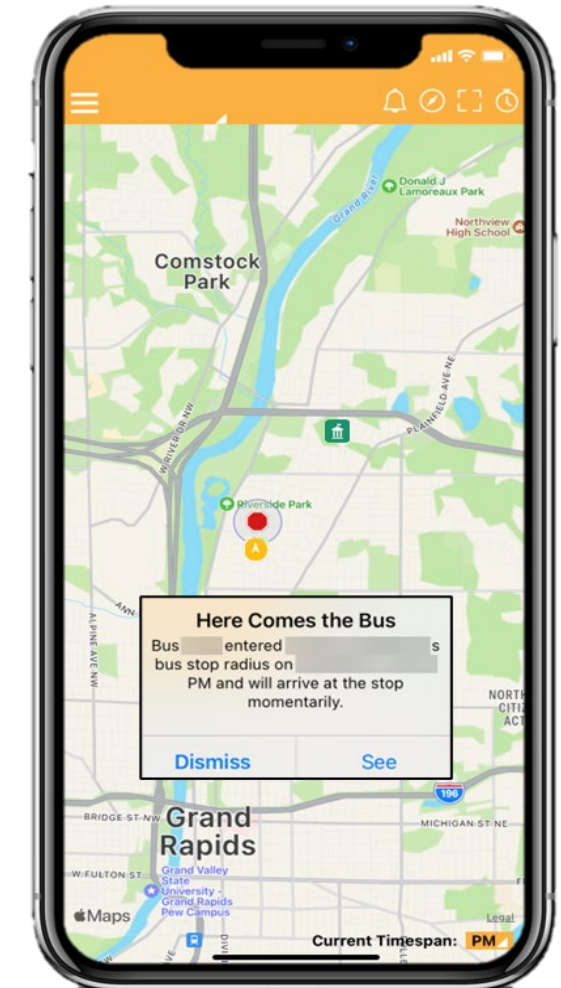 Donald J
Lamoreaux Park
Grand River
Northview
High School
Comstock
Park
PLAINFIELD AVE NE
W RIVER DR NW
Riverside Park
ANN
ALPINE AVE NW
Here Comes the Bus
Bus entered s
bus stop radius on
PM and will arrive at the stop
momentarily.
Dismiss See
NORTH
CITIZ
ACT
196
BRIDGE ST NW
Grand
Rapids
MICHIGAN ST NE
W FULTON ST
Grand Valley
State
University -
Grand Rapids
Pew Campus
Maps
Legal
DIVI
AVE
Current Timespan: PM